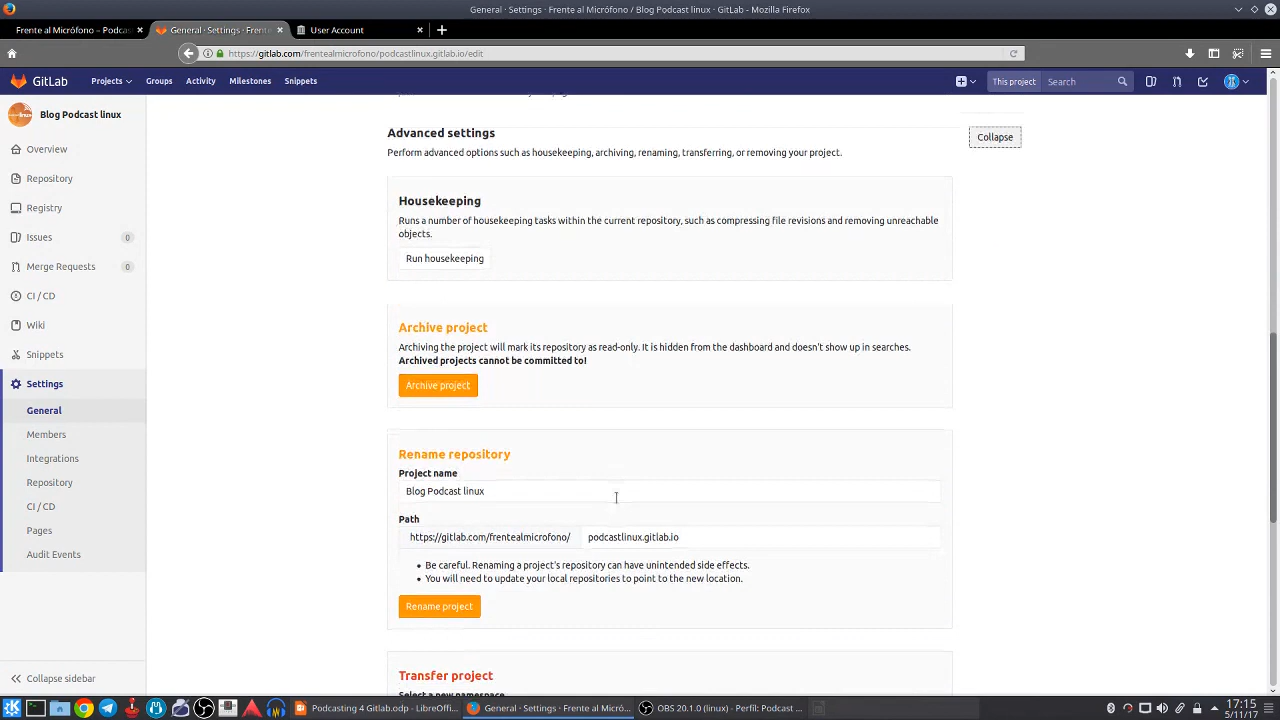 General · Settings · Frente al Micrófono / Blog Podcast linux · GitLab - Mozilla Firefox
Frente al Micrófono – Podcas
General · Settings · Frent
User Account
https://gitlab.com/frentealmicrofono/podcastlinux.gitlab.io/edit
GitLab
Projects
Groups
Activity
Milestones
Snippets
This project
Search
Blog Podcast linux
Overview
Repository
Registry
Issues
0
Merge Requests
0
CI / CD
Wiki
Snippets
Settings
General
Members
Integrations
Repository
CI / CD
Pages
Audit Events
Collapse sidebar
Advanced settings
Collapse
Perform advanced options such as housekeeping, archiving, renaming, transferring, or removing your project.
Housekeeping
Runs a number of housekeeping tasks within the current repository, such as compressing file revisions and removing unreachable
objects.
Run housekeeping
Archive project
Archiving the project will mark its repository as read-only. It is hidden from the dashboard and doesn't show up in searches.
Archived projects cannot be committed to!
Archive project
Rename repository
Project name
Blog Podcast linux
Path
https://gitlab.com/frentealmicrofono/
podcastlinux.gitlab.io
Be careful. Renaming a project's repository can have unintended side effects.
You will need to update your local repositories to point to the new location.
Rename project
Transfer project
Select a new namespace
Podcasting 4 Gitlab.odp - LibreOffi...
General · Settings · Frente al Micró...
OBS 20.1.0 (linux) - Perfil: Podcast ...
17:15
5/11/17